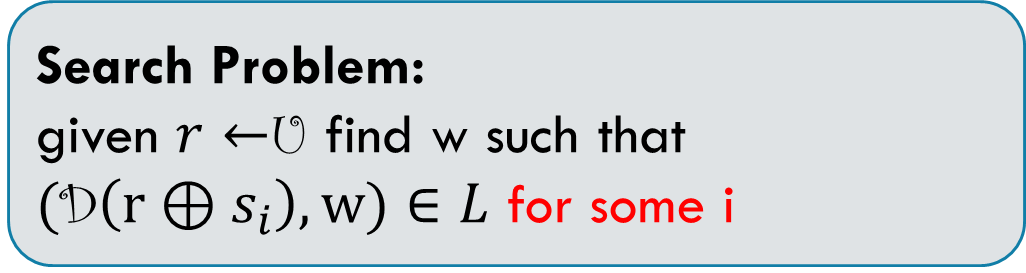 Search Problem:
given 𝑟 ←𝒰 find w such that
(𝒟(r ⊕ 𝑠ᵢ), w) ∈ 𝐿 for some i